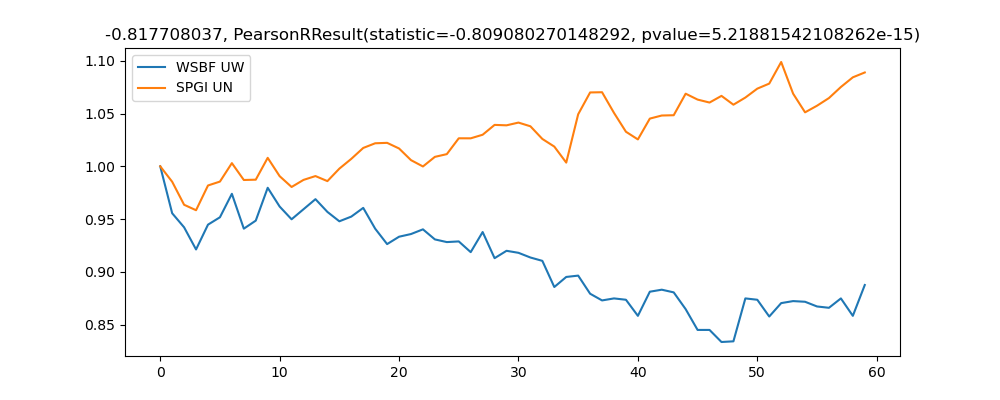 -0.817708037, PearsonRResult(statistic=-0.809080270148292, pvalue=5.21881542108262e-15)
WSBF UW
SPGI UN
1.10
1.05
1.00
0.95
0.90
0.85
0 10 20 30 40 50 60